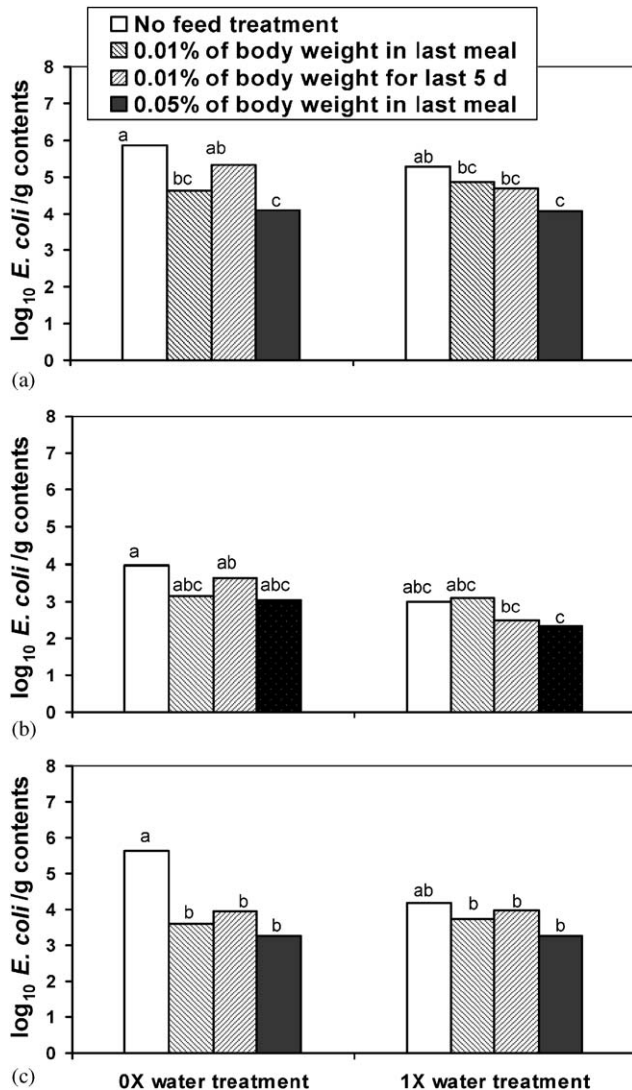 No feed treatment
0.01% of body weight in last meal
0.01% of body weight for last 5 d
0.05% of body weight in last meal
log10 E. coli /g contents
8
7
6
5
4
3
2
1
0
a
bc
ab
c
ab
bc
bc
c
(a)
log10 E. coli /g contents
8
7
6
5
4
3
2
1
0
a
abc
ab
abc
abc
abc
bc
c
(b)
log10 E. coli /g contents
8
7
6
5
4
3
2
1
0
a
b
b
b
ab
b
b
b
(c)
0X water treatment 1X water treatment